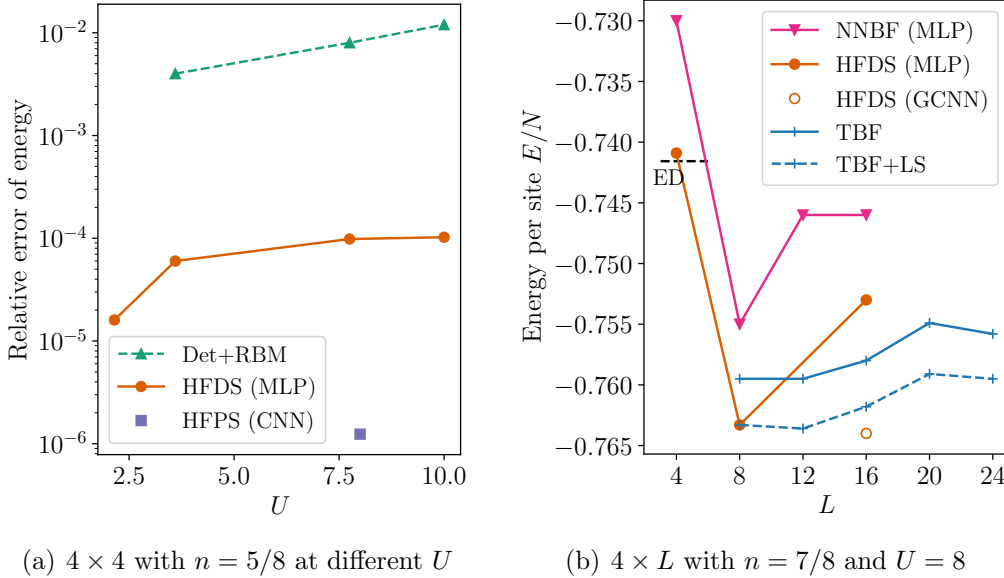 Relative error of energy
10⁻²
10⁻³
10⁻⁴
10⁻⁵
10⁻⁶
Det+RBM
HFDS (MLP)
HFPS (CNN)
2.5 5.0 7.5 10.0
U
(a) 4 × 4 with n = 5/8 at different U
Energy per site E/N
−0.730
−0.735
−0.740
−0.745
−0.750
−0.755
−0.760
−0.765
NNBF (MLP)
HFDS (MLP)
HFDS (GCNN)
TBF
TBF+LS
ED
4 8 12 16 20 24
L
(b) 4 × L with n = 7/8 and U = 8